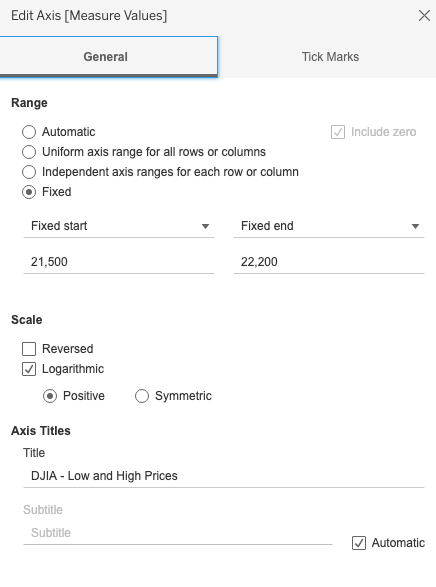 Edit Axis [Measure Values]
General
Tick Marks
Range
Automatic
Include zero
Uniform axis range for all rows or columns
Independent axis ranges for each row or column
Fixed
Fixed start
Fixed end
21,500
22,200
Scale
Reversed
Logarithmic
Positive
Symmetric
Axis Titles
Title
DJIA - Low and High Prices
Subtitle
Subtitle
Automatic